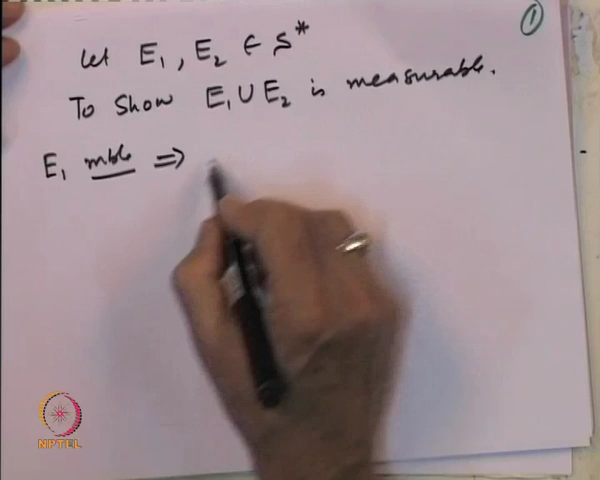 1
Let E₁, E₂ ∈ S*
To show E₁ ∪ E₂ is measurable.
E₁ mble ⇒
NPTEL